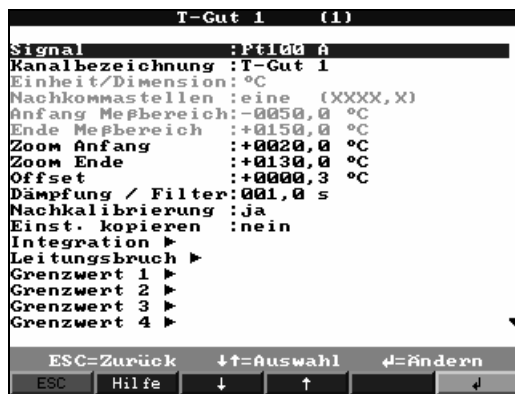 T-Gut 1 (1)
Signal :Pt100 A
Kanalbezeichnung :T-Gut 1
Einheit/Dimension:°C
Nachkommastellen :eine (XXXX,X)
Anfang Meβbereich:-0050,0 °C
Ende Meβbereich :+0150,0 °C
Zoom Anfang :+0020,0 °C
Zoom Ende :+0130,0 °C
Offset :+0000,3 °C
Dämpfung / Filter:001,0 s
Nachkalibrierung :ja
Einst. kopieren :nein
Integration ▶
Leitungsbruch ▶
Grenzwert 1 ▶
Grenzwert 2 ▶
Grenzwert 3 ▶
Grenzwert 4 ▶
ESC=Zurück ↓↑=Auswahl ↲=Ändern
ESC Hilfe ↓ ↑ ↲